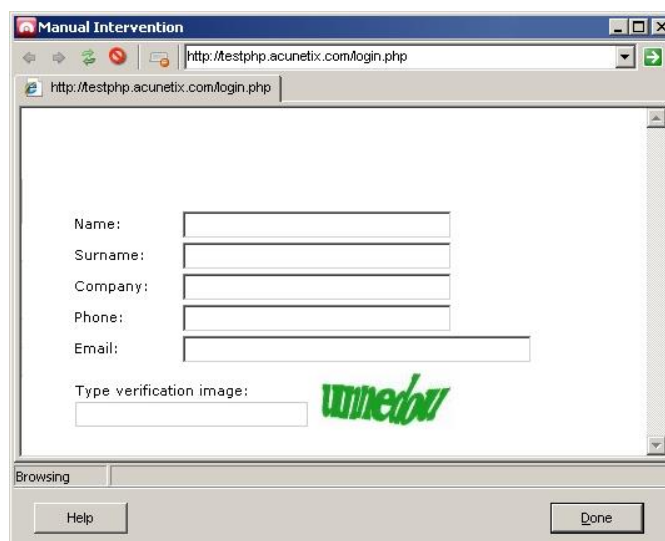 Manual Intervention
http://testphp.acunetix.com/login.php
http://testphp.acunetix.com/login.php
Name:
Surname:
Company:
Phone:
Email:
Type verification image:
Browsing
Help
Done